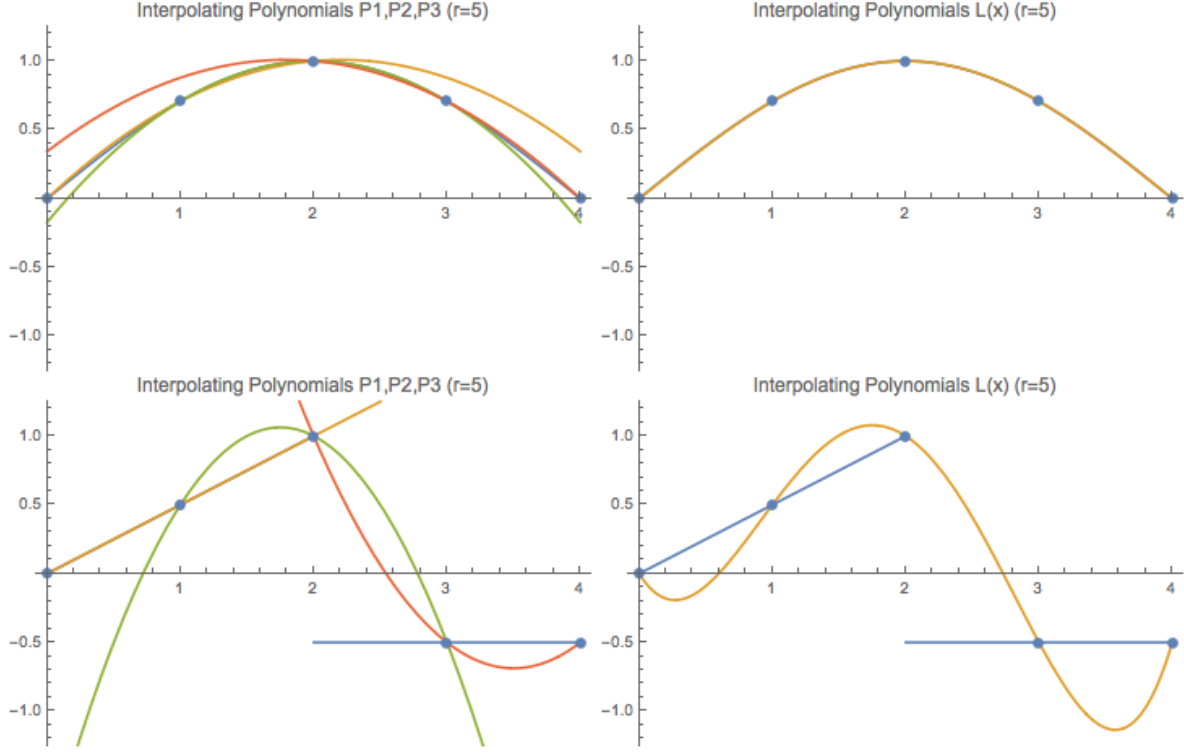 Interpolating Polynomials P1,P2,P3 (r=5)
1.0
0.5
1 2 3 4
−0.5
−1.0
Interpolating Polynomials L(x) (r=5)
1.0
0.5
1 2 3 4
−0.5
−1.0
Interpolating Polynomials P1,P2,P3 (r=5)
1.0
0.5
1 2 3 4
−0.5
−1.0
Interpolating Polynomials L(x) (r=5)
1.0
0.5
1 2 3 4
−0.5
−1.0